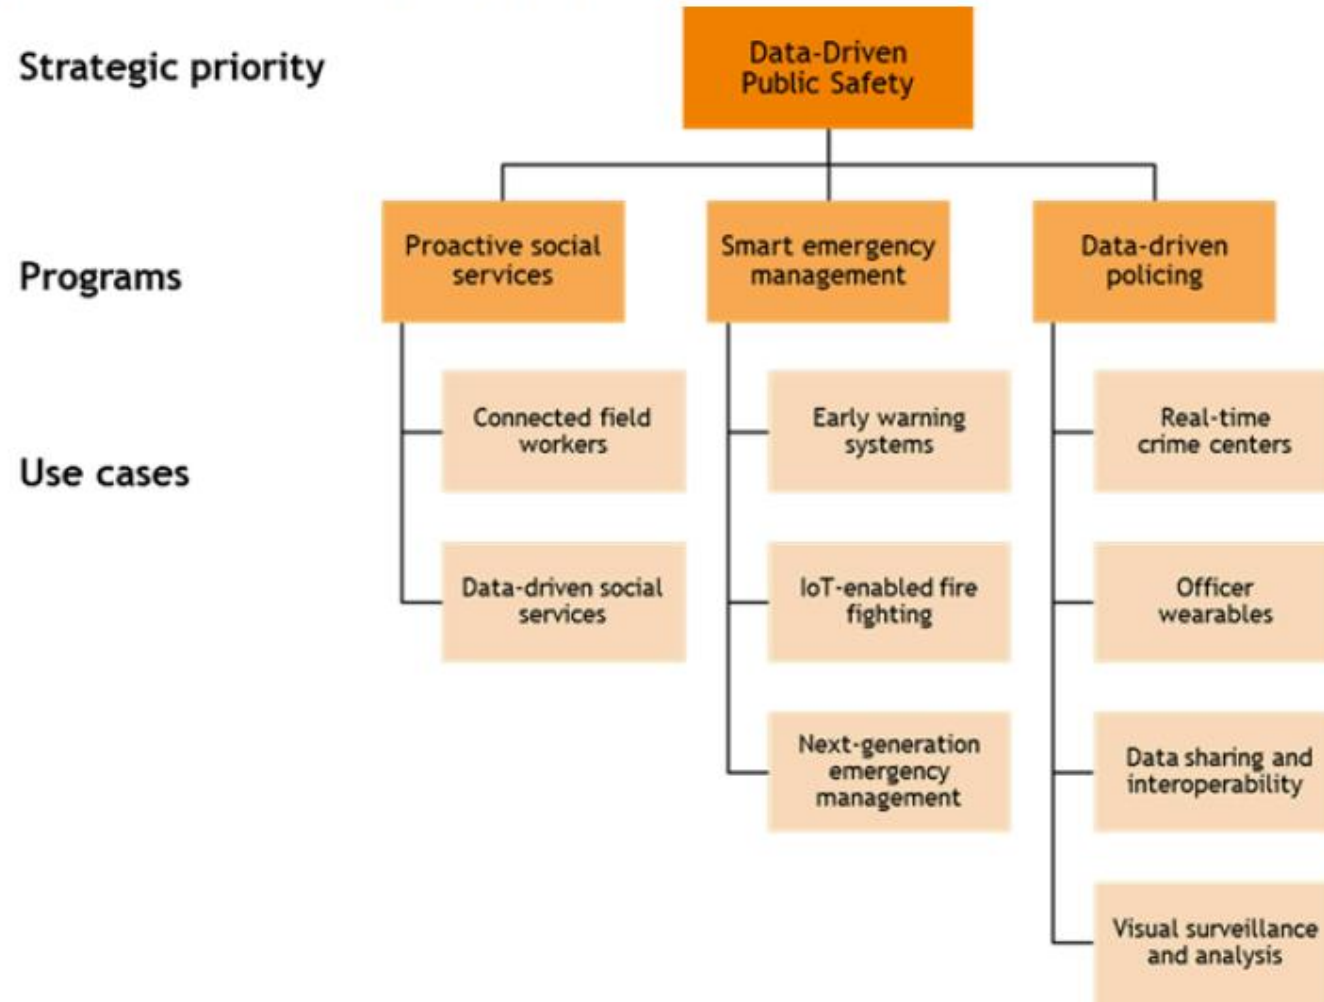 Strategic priority
Data-Driven
Public Safety
Programs
Proactive social
services
Smart emergency
management
Data-driven
policing
Use cases
Connected field
workers
Early warning
systems
Real-time
crime centers
Data-driven social
services
IoT-enabled fire
fighting
Officer
wearables
Next-generation
emergency
management
Data sharing and
interoperability
Visual surveillance
and analysis